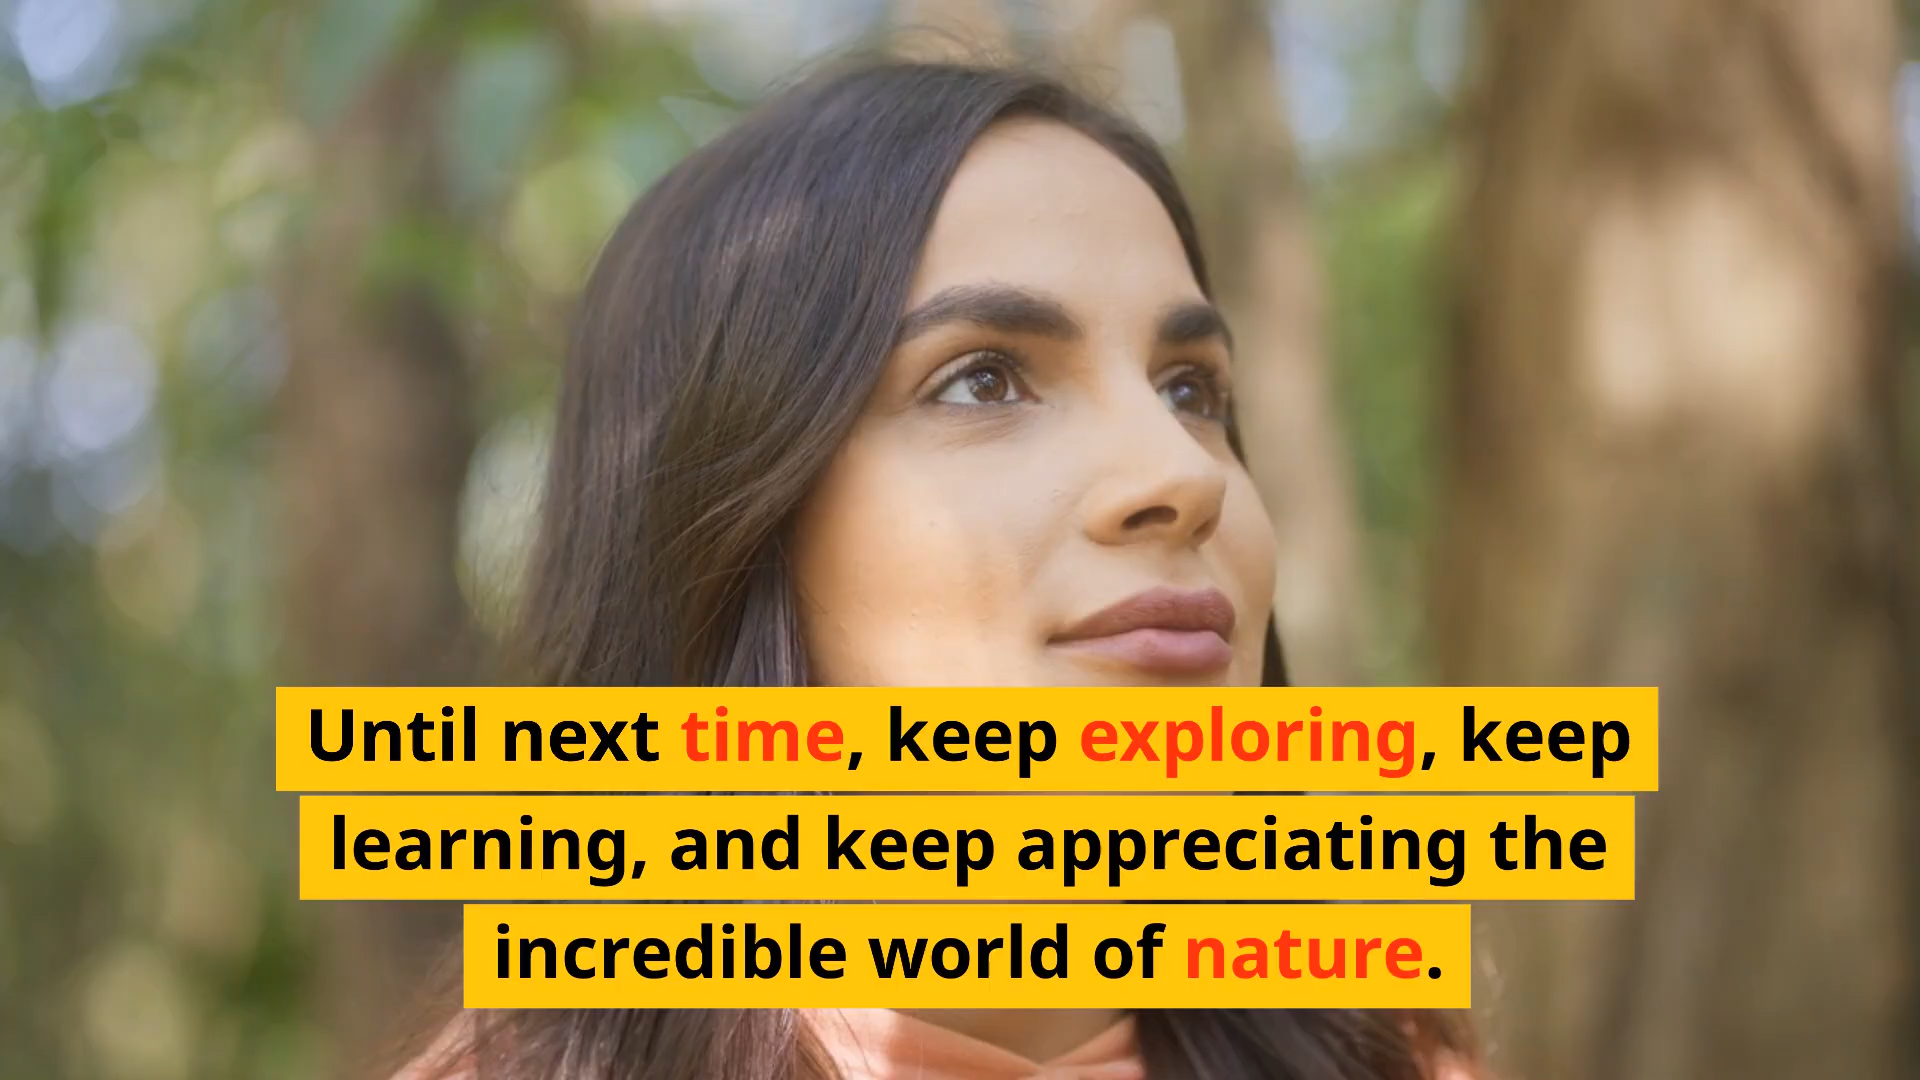 Until next time, keep exploring, keep
learning, and keep appreciating the
incredible world of nature.